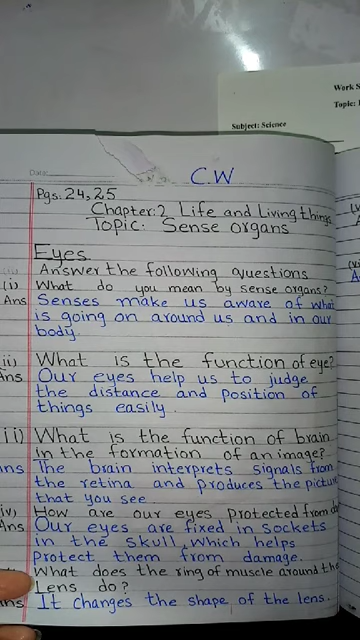 Work S
Topic:
Subject: Science
Date:
C.W
Pgs. 24,25
Chapter:2 Life and Living things
Topic: Sense organs
Eyes
Answer the following questions
(i) What do you mean by sense organs?
Ans Senses make us aware of what
is going on around us and in our
body.
ii) What is the function of eye?
Ans Our eyes help us to judge
the distance and position of
things easily.
ii) What is the function of brain
in the formation of an image?
ns The brain interprets signals from
the retina and produces the picture
that you see
iv) How are our eyes protected from
Ans Our eyes are fixed in sockets
in the skull, which helps
protect them from damage.
What does the ring of muscle around the
Lens do?
ns It changes the shape of the lens.